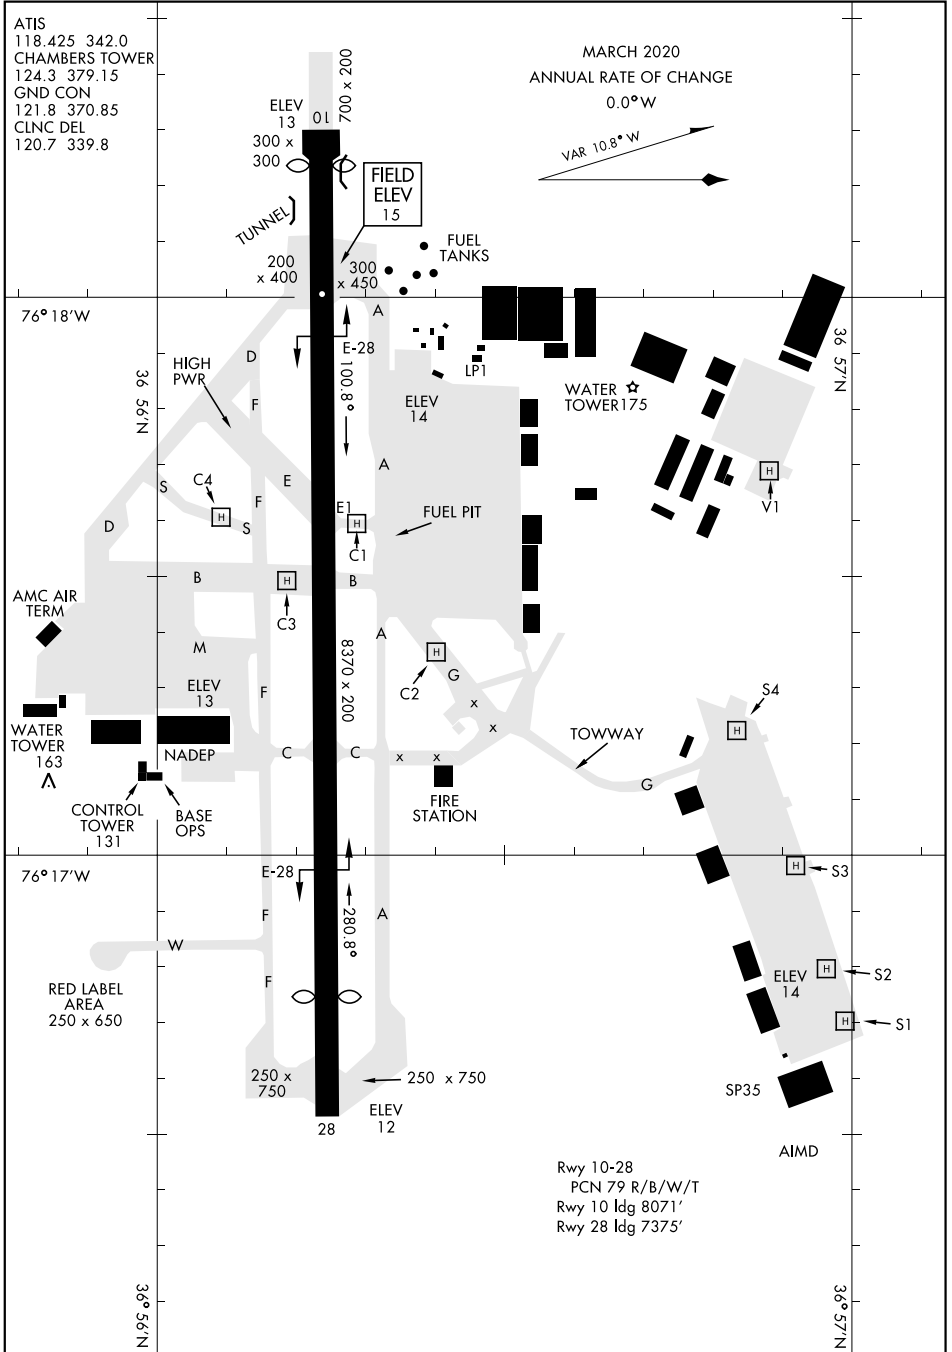 ATIS
118.425 342.0
CHAMBERS TOWER
124.3 379.15
GND CON
121.8 370.85
CLNC DEL
120.7 339.8
MARCH 2020
ANNUAL RATE OF CHANGE
0.0° W
VAR 10.8° W
700 x 200
ELEV
13
10
300 x
300
FIELD
ELEV
15
TUNNEL
FUEL
TANKS
200
x 400
300
x 450
76° 18'W
36 56'N
36 57'N
A
E-28
D
HIGH
PWR
100.8°
LP1
ELEV
14
WATER
TOWER 175
F
A
S
C4
H
E
F
S
D
E1
H
C1
FUEL PIT
H
V1
B
H
C3
B
AMC AIR
TERM
M
A
H
C2
G
8370 x 200
ELEV
13
F
x
x
S4
H
WATER
TOWER
163
NADEP
C
C
x
x
TOWWAY
G
CONTROL
TOWER
131
BASE
OPS
FIRE
STATION
76° 17'W
E-28
H
S3
280.8°
F
A
W
F
RED LABEL
AREA
250 x 650
H
S2
ELEV
14
H
S1
250 x
750
250 x 750
SP35
28
ELEV
12
AIMD
Rwy 10-28
PCN 79 R/B/W/T
Rwy 10 ldg 8071'
Rwy 28 ldg 7375'
36° 56'N
36° 57'N